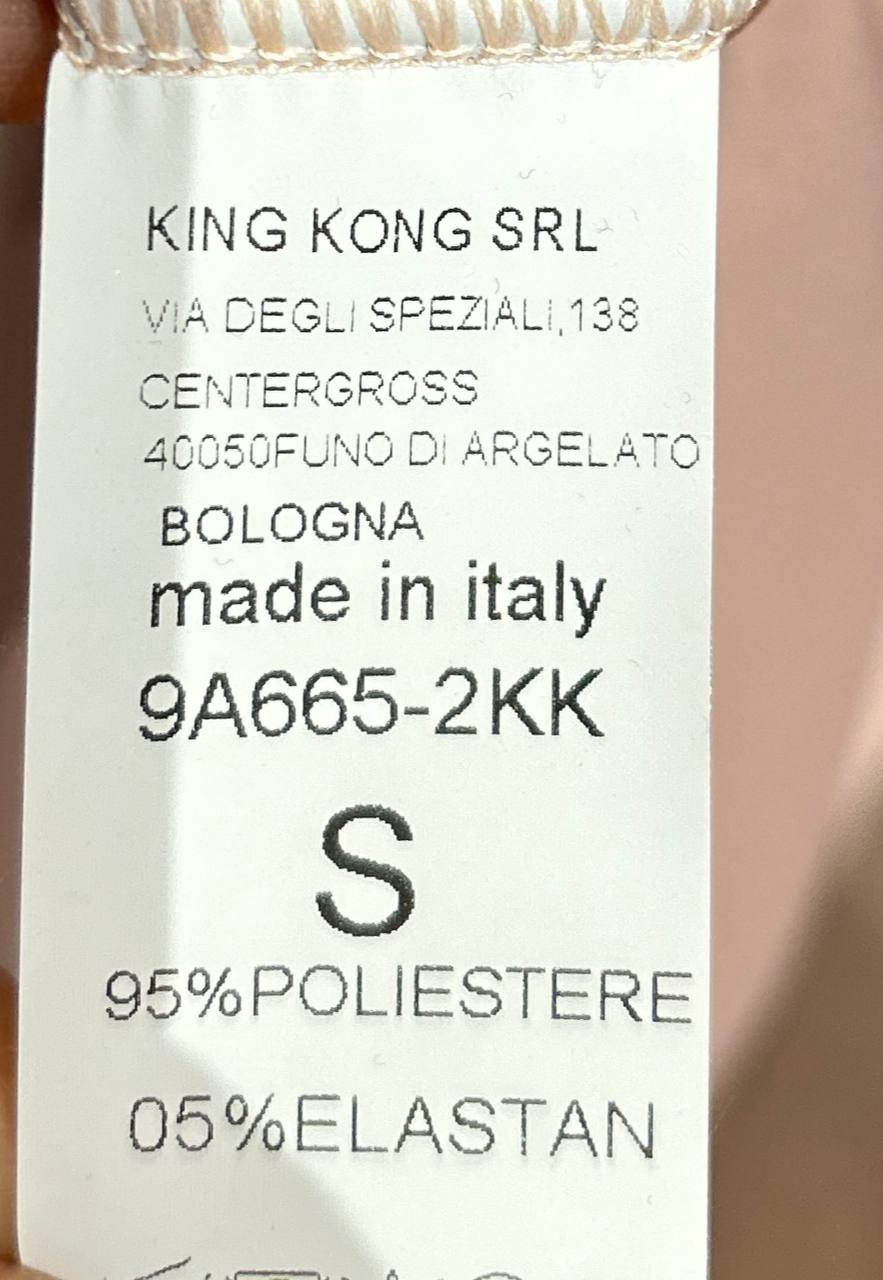 KING KONG SRL
VIA DEGLI SPEZIALI,138
CENTERGROSS
40050FUNO DI ARGELATO
BOLOGNA
made in italy
9A665-2KK
S
95%POLIESTERE
05%ELASTAN